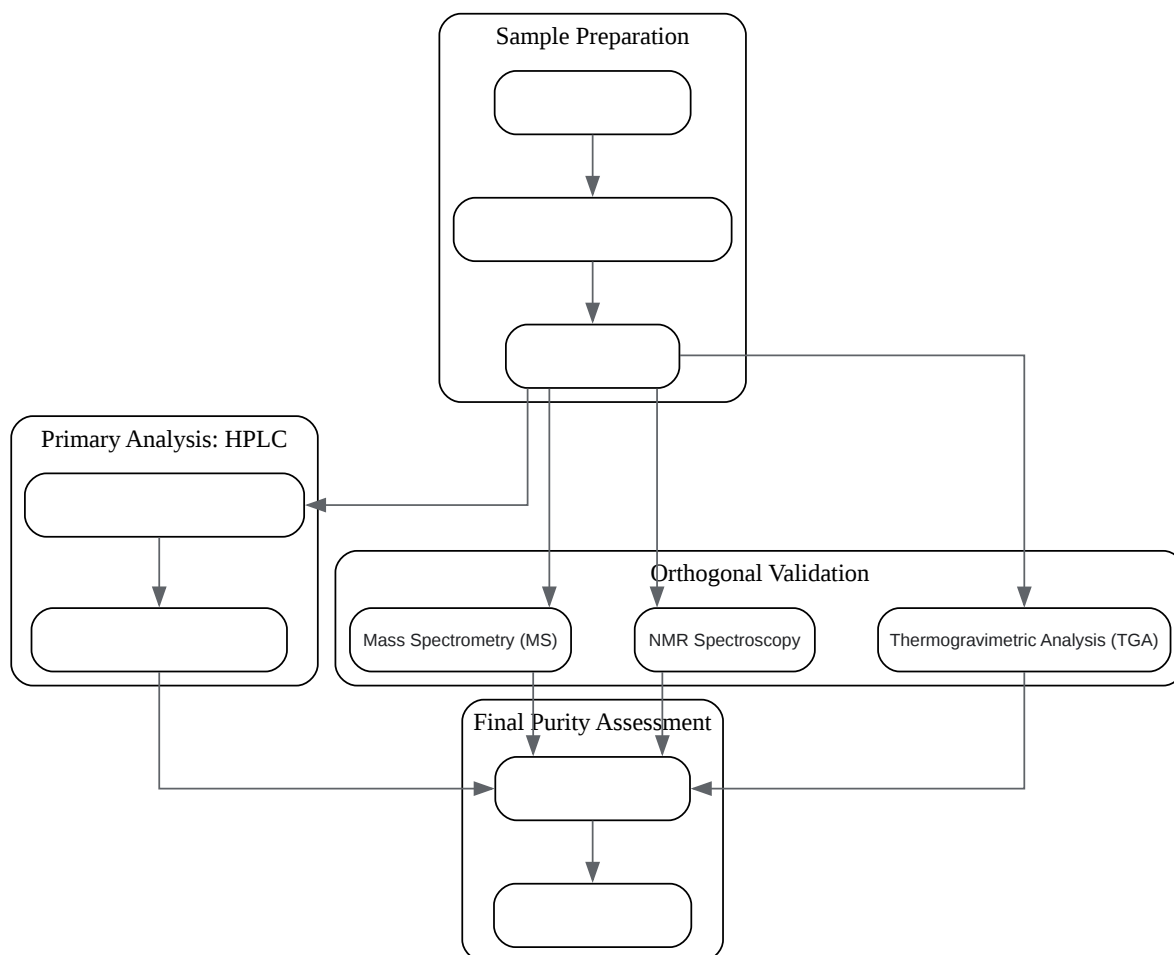 Sample Preparation
Primary Analysis: HPLC
Orthogonal Validation
Mass Spectrometry (MS)
NMR Spectroscopy
Thermogravimetric Analysis (TGA)
Final Purity Assessment